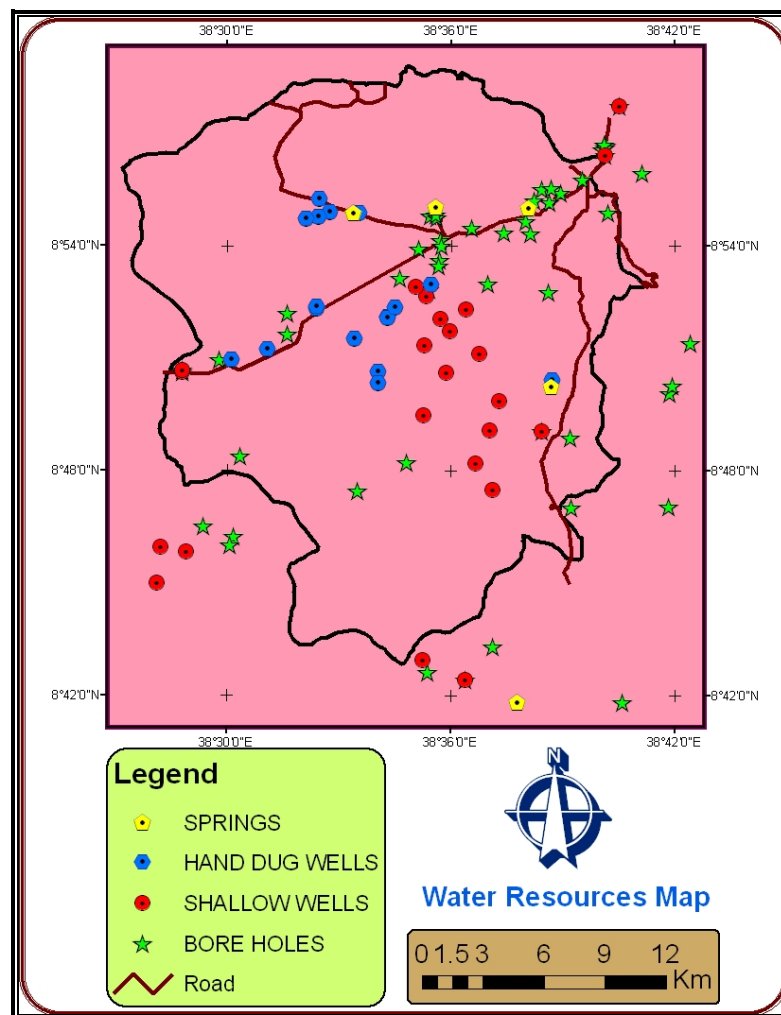 38°30'0"E 38°36'0"E 38°42'0"E
8°54'0"N 8°54'0"N
8°48'0"N 8°48'0"N
8°42'0"N 8°42'0"N
38°30'0"E 38°36'0"E 38°42'0"E
Legend
SPRINGS
HAND DUG WELLS
SHALLOW WELLS
BORE HOLES
Road
N
Water Resources Map
0 1.5 3 6 9 12
Km